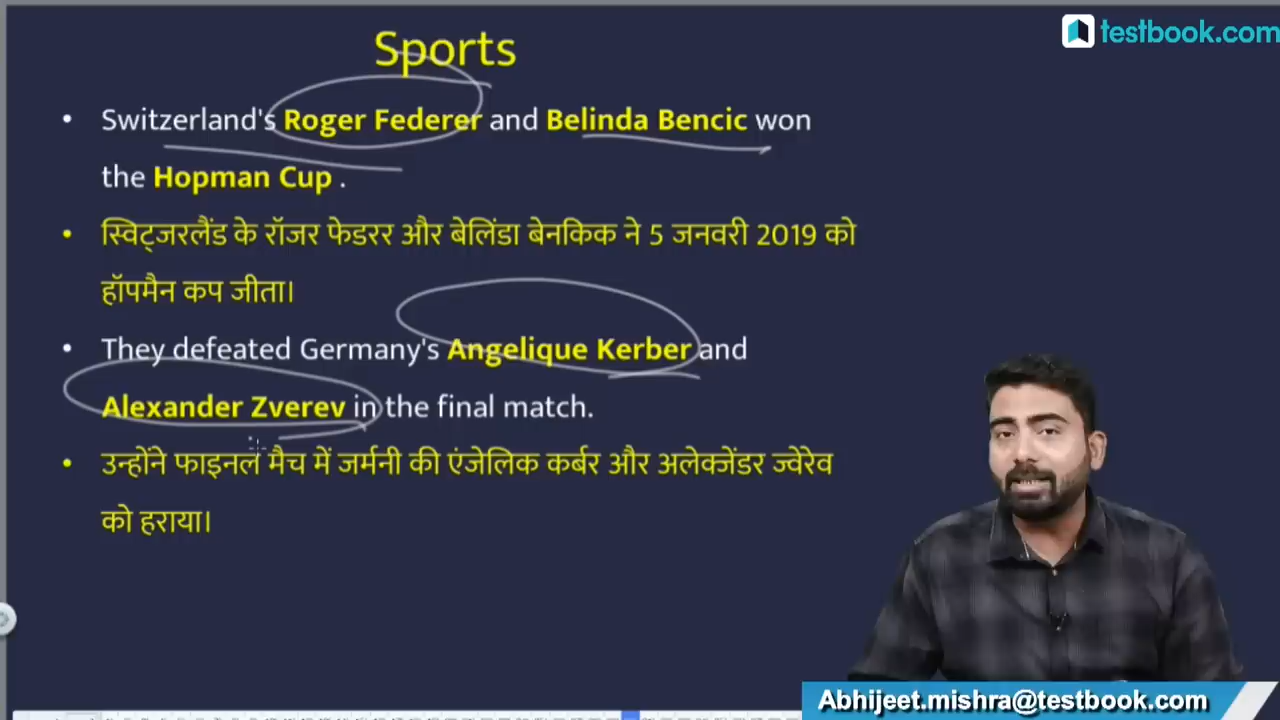 testbook.com
Sports
• Switzerland's Roger Federer and Belinda Bencic won
the Hopman Cup .
• स्विट्जरलैंड के रॉजर फेडरर और बेलिंडा बेनकिक ने 5 जनवरी 2019 को
हॉपमैन कप जीता।
• They defeated Germany's Angelique Kerber and
Alexander Zverev in the final match.
• उन्होंने फाइनल मैच में जर्मनी की एंजेलिक कर्बर और अलेक्जेंडर ज्वेरेव
को हराया।
Abhijeet.mishra@testbook.com